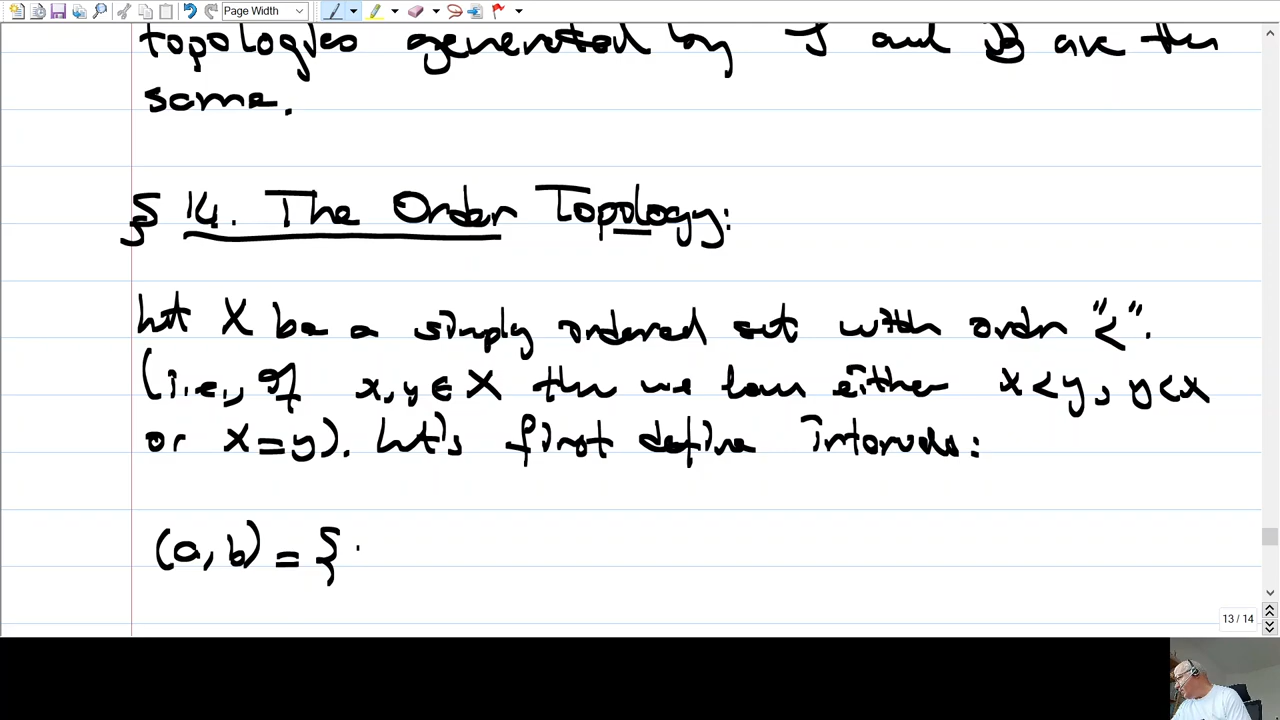 Page Width
topologies generated by S and B are the
same.
§ 14. The Order Topology:
Let X be a simply ordered set with order "<".
(i.e., If x, y ∈ X then we have either x < y, y < x
or x = y). Let's first define intervals:
(a, b) = {
13 / 14